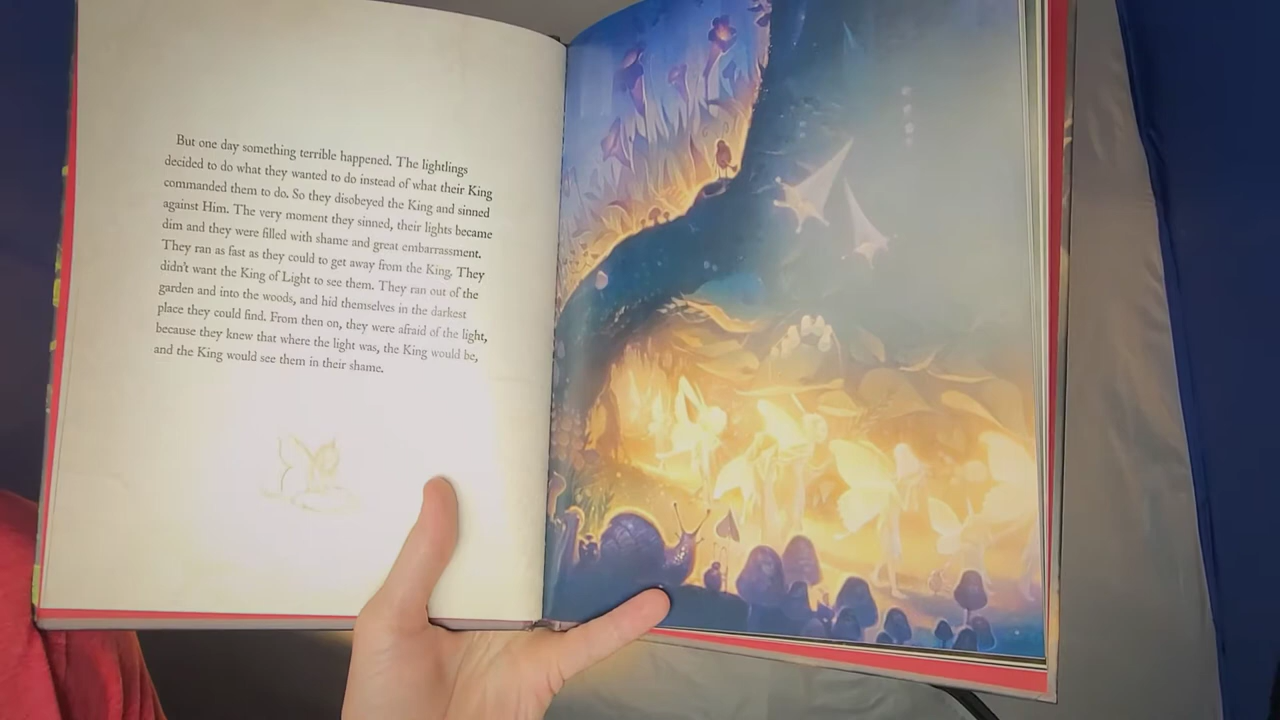 But one day something terrible happened. The lightlings
decided to do what they wanted to do instead of what their King
commanded them to do. So they disobeyed the King and sinned
against Him. The very moment they sinned, their lights became
dim and they were filled with shame and great embarrassment.
They ran as fast as they could to get away from the King. They
didn't want the King of Light to see them. They ran out of the
garden and into the woods, and hid themselves in the darkest
place they could find. From then on, they were afraid of the light,
because they knew that where the light was, the King would be,
and the King would see them in their shame.